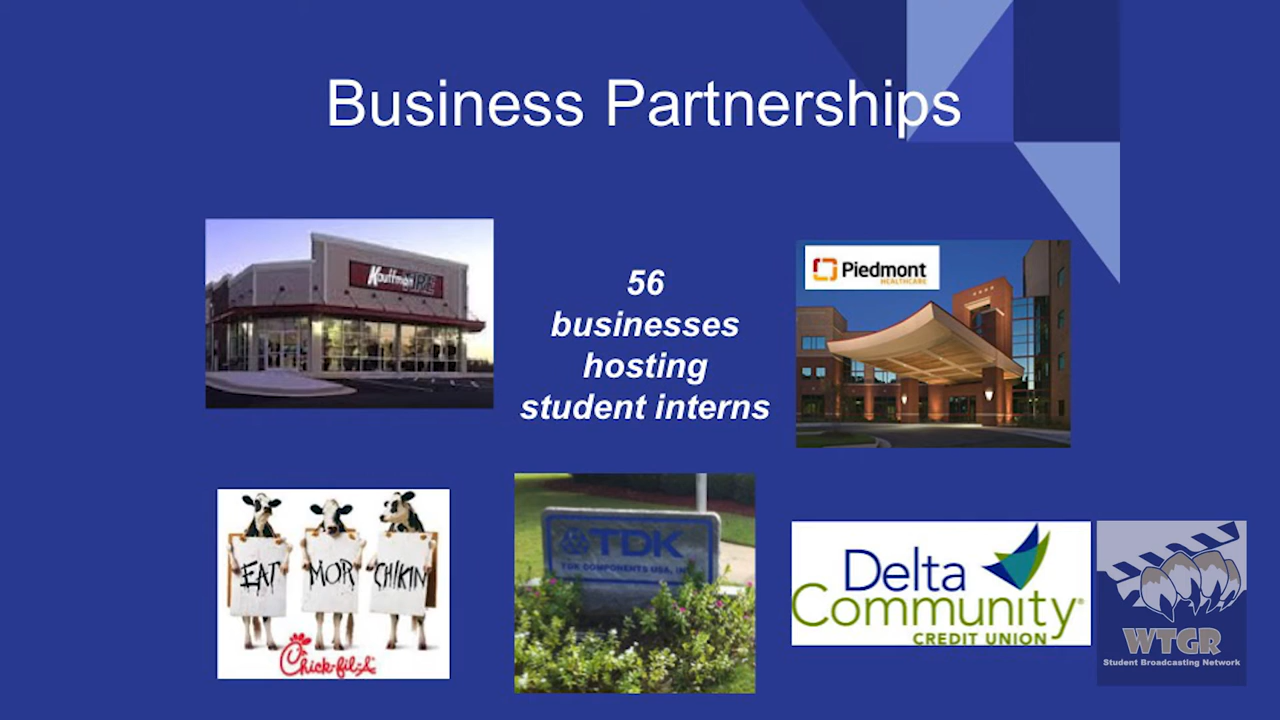 Business Partnerships
Kauffman TIRE
56
businesses
hosting
student interns
Piedmont
HEALTHCARE
EAT MOR CHIKIN
Chick-fil-A
TDK
TDK COMPONENTS USA, INC
Delta
Community®
CREDIT UNION
WTGR
Student Broadcasting Network